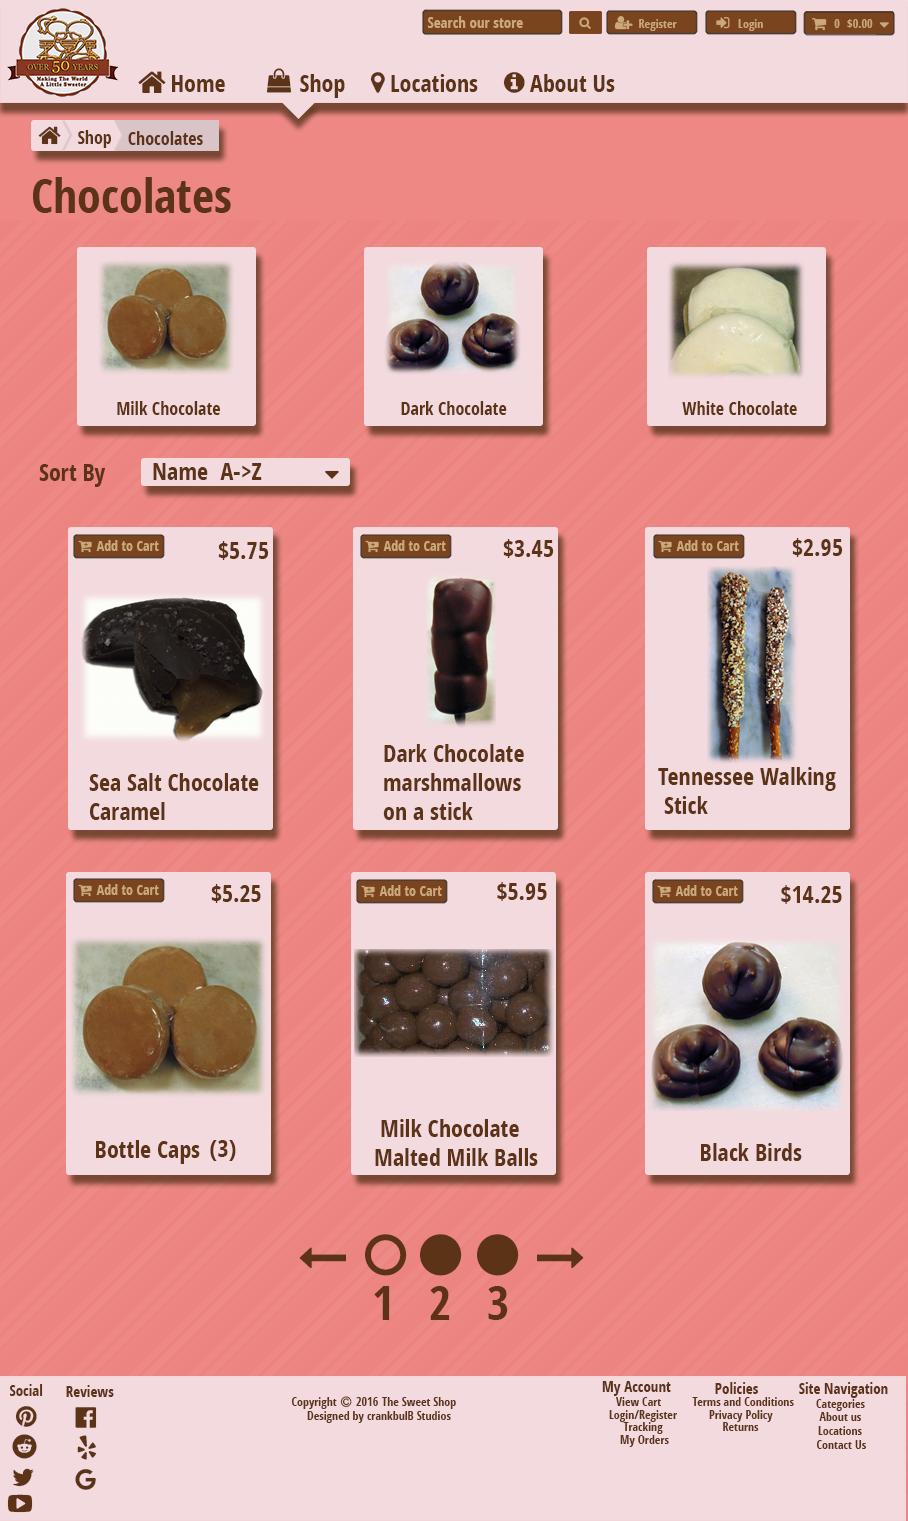 OVER 50 YEARS
Making The World
A Little Sweeter
Search our store
Register
Login
0 $0.00
Home
Shop
Locations
About Us
Shop
Chocolates
Chocolates
Milk Chocolate
Dark Chocolate
White Chocolate
Sort By
Name A->Z
Add to Cart
$5.75
Sea Salt Chocolate
Caramel
Add to Cart
$3.45
Dark Chocolate
marshmallows
on a stick
Add to Cart
$2.95
Tennessee Walking
Stick
Add to Cart
$5.25
Bottle Caps (3)
Add to Cart
$5.95
Milk Chocolate
Malted Milk Balls
Add to Cart
$14.25
Black Birds
1 2 3
Social
Reviews
Copyright © 2016 The Sweet Shop
Designed by crankbulB Studios
My Account
View Cart
Login/Register
Tracking
My Orders
Policies
Terms and Conditions
Privacy Policy
Returns
Site Navigation
Categories
About us
Locations
Contact Us